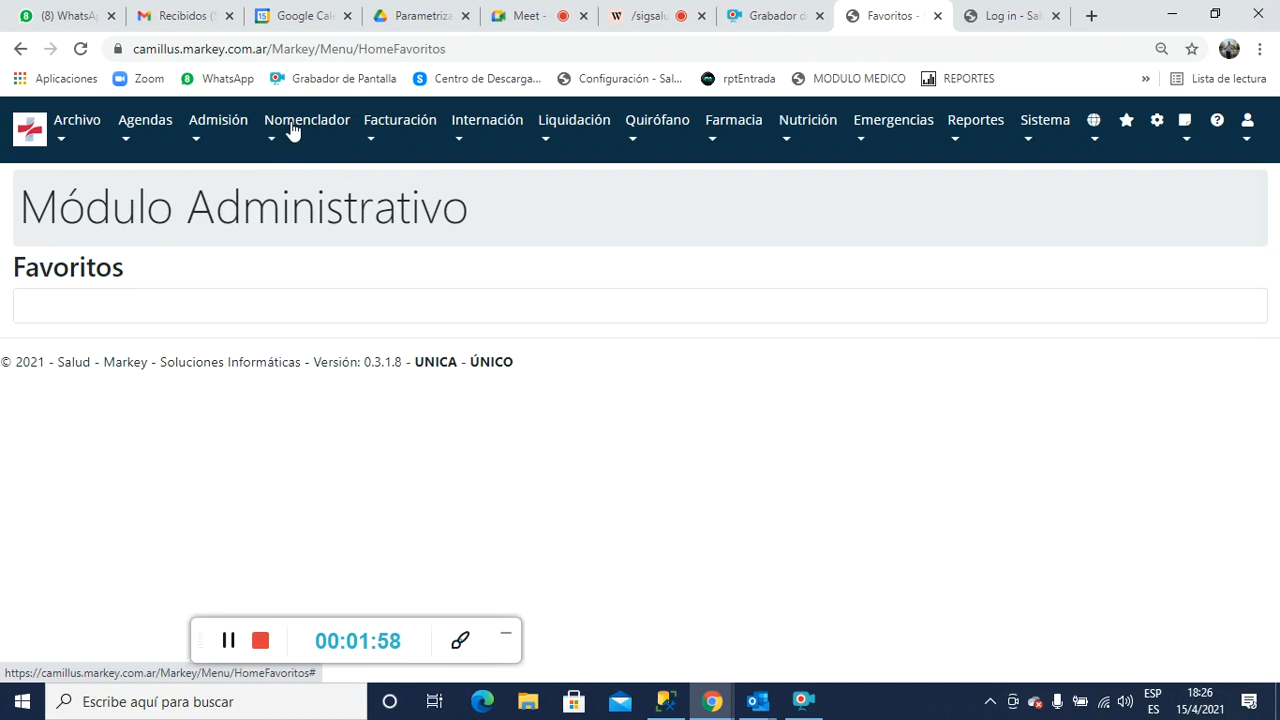 (8) WhatsA
Recibidos (
Google Cal
Parametriza
Meet -
/sigsalu
Grabador d
Favoritos -
Log in - Sal
camillus.markey.com.ar/Markey/Menu/HomeFavoritos
Aplicaciones
Zoom
WhatsApp
Grabador de Pantalla
Centro de Descarga...
Configuración - Sal...
rptEntrada
MODULO MEDICO
REPORTES
»
Lista de lectura
Archivo
Agendas
Admisión
Nomenclador
Facturación
Internación
Liquidación
Quirófano
Farmacia
Nutrición
Emergencias
Reportes
Sistema
Módulo Administrativo
Favoritos
© 2021 - Salud - Markey - Soluciones Informáticas - Versión: 0.3.1.8 - UNICA - ÚNICO
00:01:58
https://camillus.markey.com.ar/Markey/Menu/HomeFavoritos#
Escribe aquí para buscar
ESP
ES
18:26
15/4/2021